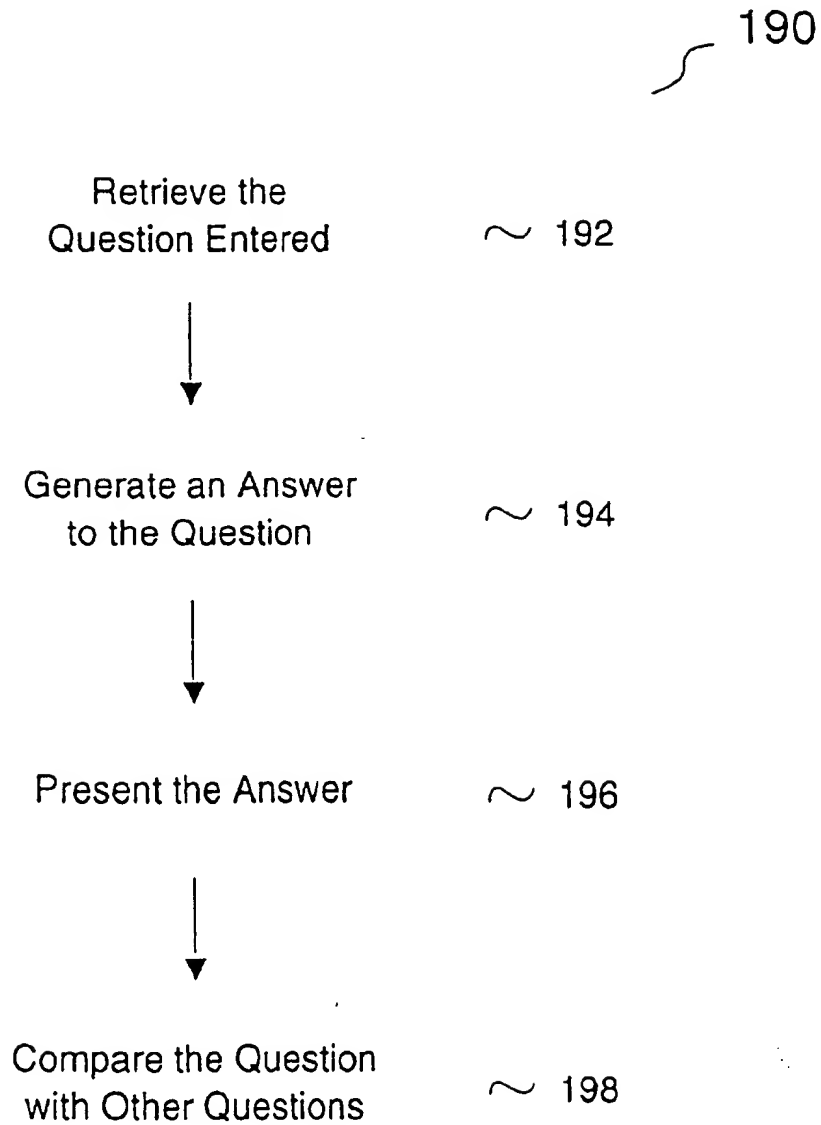 190
Retrieve the
Question Entered
192
Generate an Answer
to the Question
194
Present the Answer
196
Compare the Question
with Other Questions
198